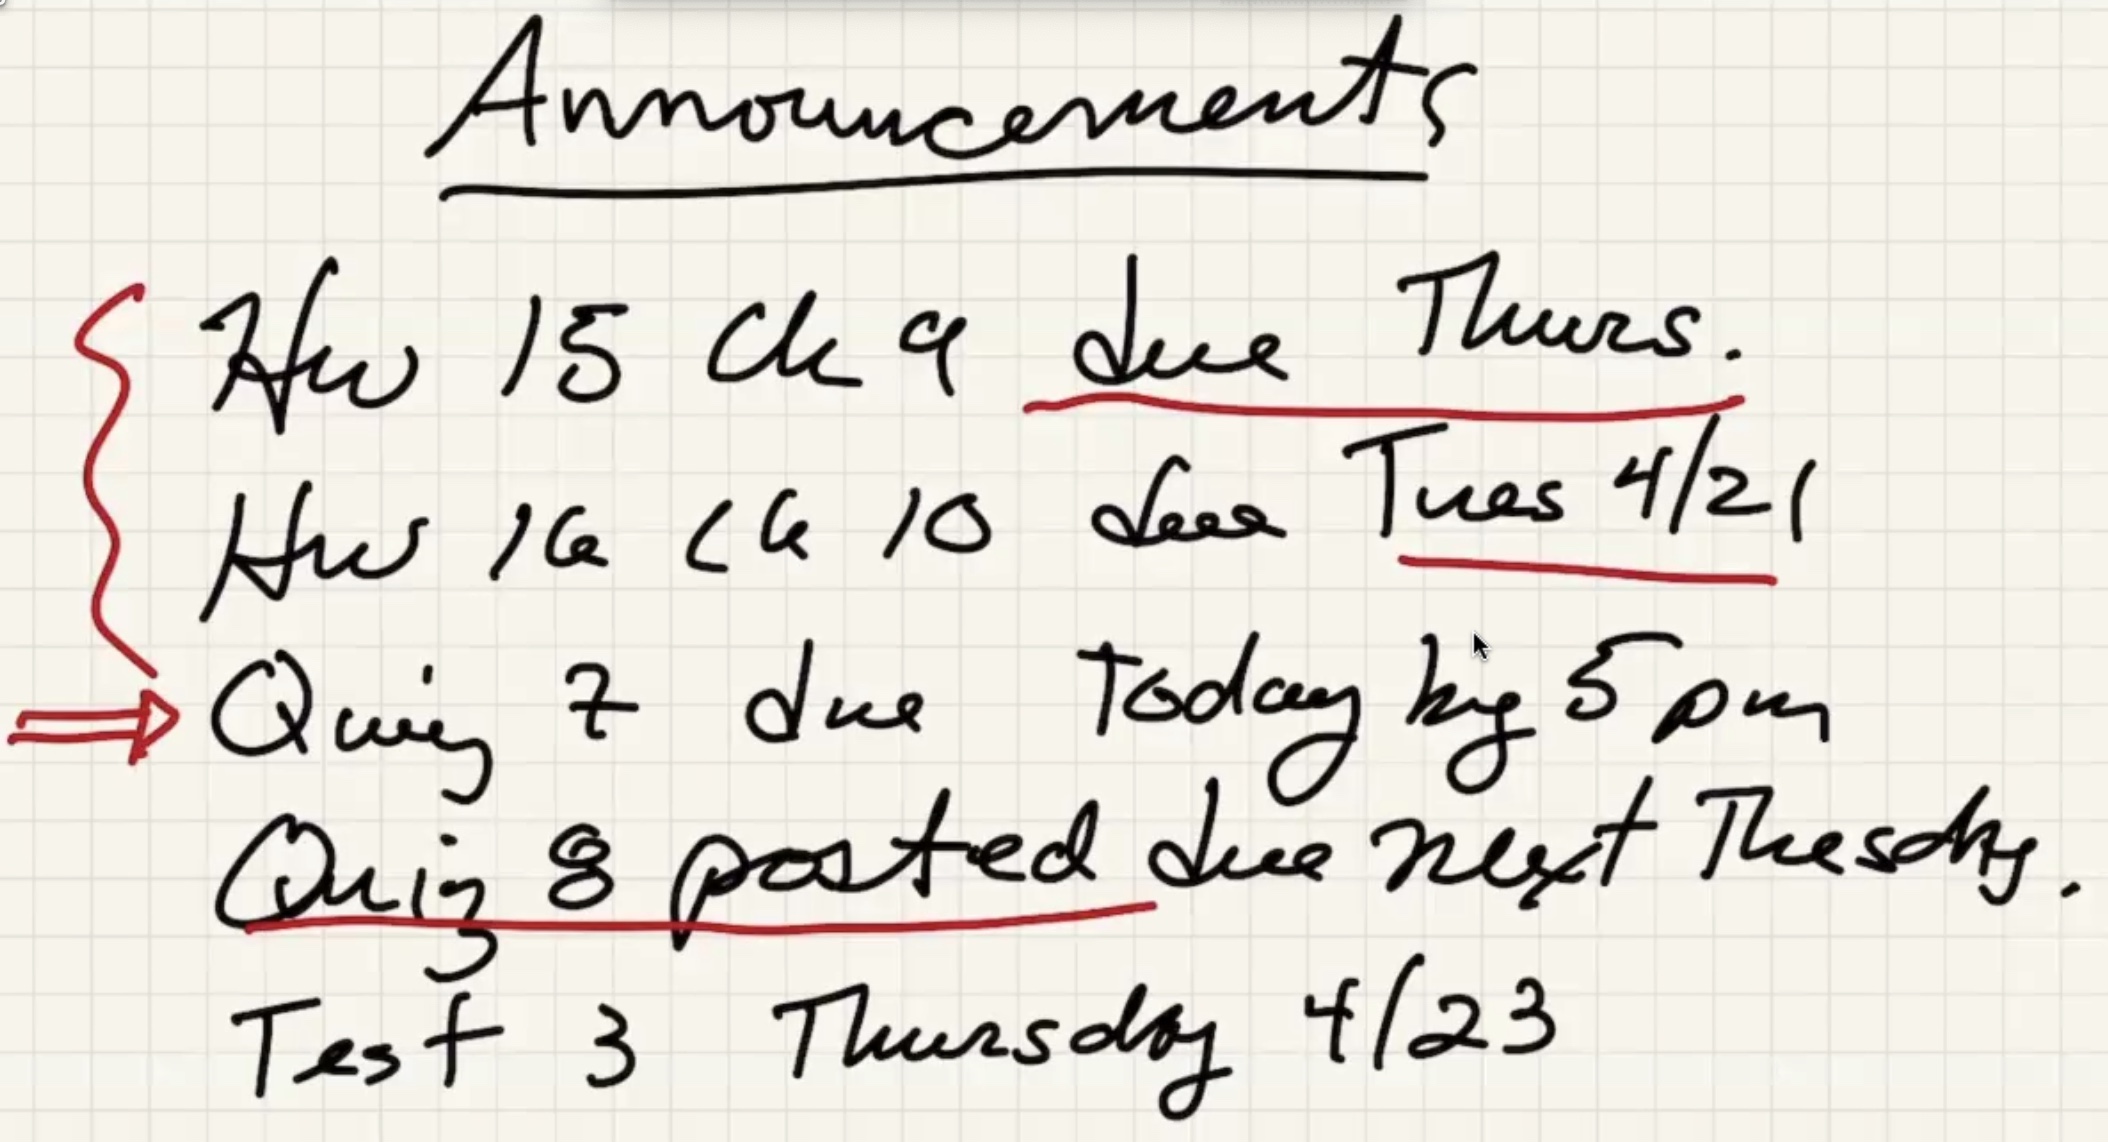 Announcements
Hw 15 Ch 9 due Thurs.
Hw 16 Ch 10 due Tues 4/21
Quiz 7 due Today by 5 pm
Quiz 8 posted due next Thesday.
Test 3 Thursday 4/23